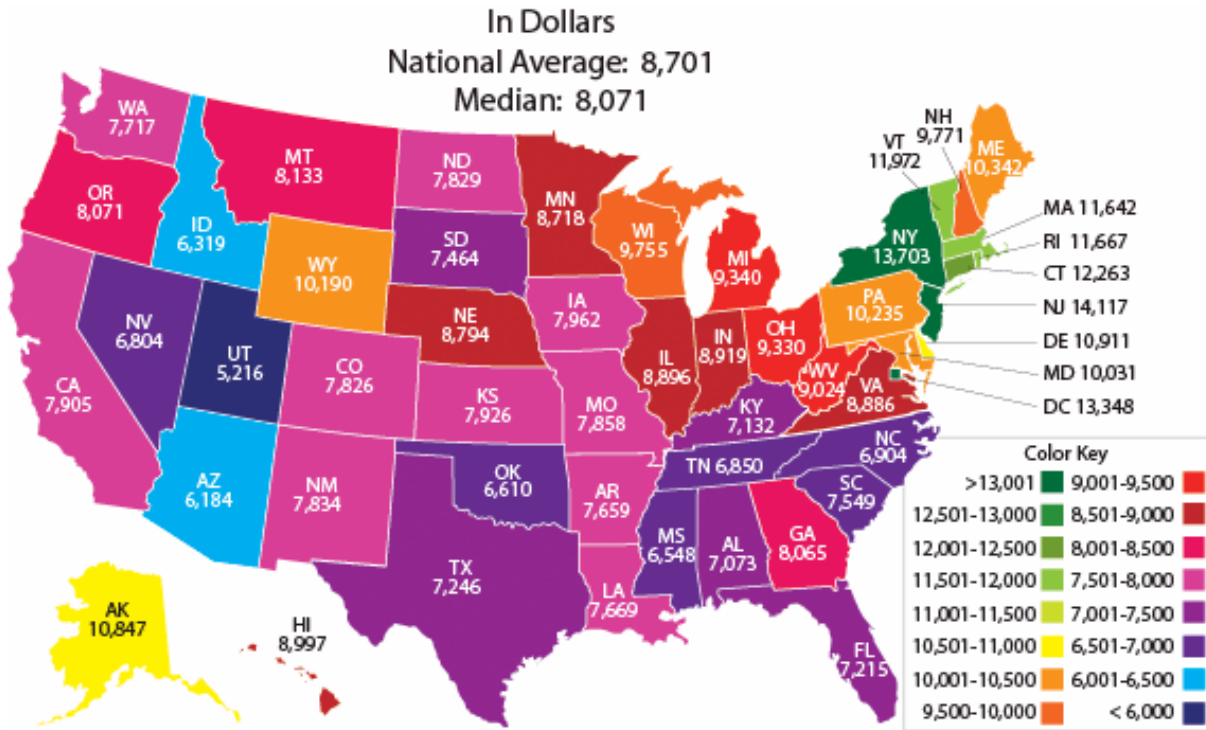 In Dollars
National Average: 8,701
Median: 8,071
WA
7,717
OR
8,071
CA
7,905
ID
6,319
NV
6,804
MT
8,133
WY
10,190
UT
5,216
AZ
6,184
CO
7,826
NM
7,834
ND
7,829
SD
7,464
NE
8,794
KS
7,926
OK
6,610
TX
7,246
MN
8,718
IA
7,962
MO
7,858
AR
7,659
LA
7,669
WI
9,755
IL
8,896
MI
9,340
IN
8,919
OH
9,330
KY
7,132
TN 6,850
MS
6,548
AL
7,073
GA
8,065
FL
7,215
SC
7,549
NC
6,904
WV
9,024
VA
8,886
PA
10,235
NY
13,703
VT
11,972
NH
9,771
ME
10,342
MA 11,642
RI 11,667
CT 12,263
NJ 14,117
DE 10,911
MD 10,031
DC 13,348
AK
10,847
HI
8,997
Color Key
>13,001 9,001-9,500
12,501-13,000 8,501-9,000
12,001-12,500 8,001-8,500
11,501-12,000 7,501-8,000
11,001-11,500 7,001-7,500
10,501-11,000 6,501-7,000
10,001-10,500 6,001-6,500
9,500-10,000 < 6,000